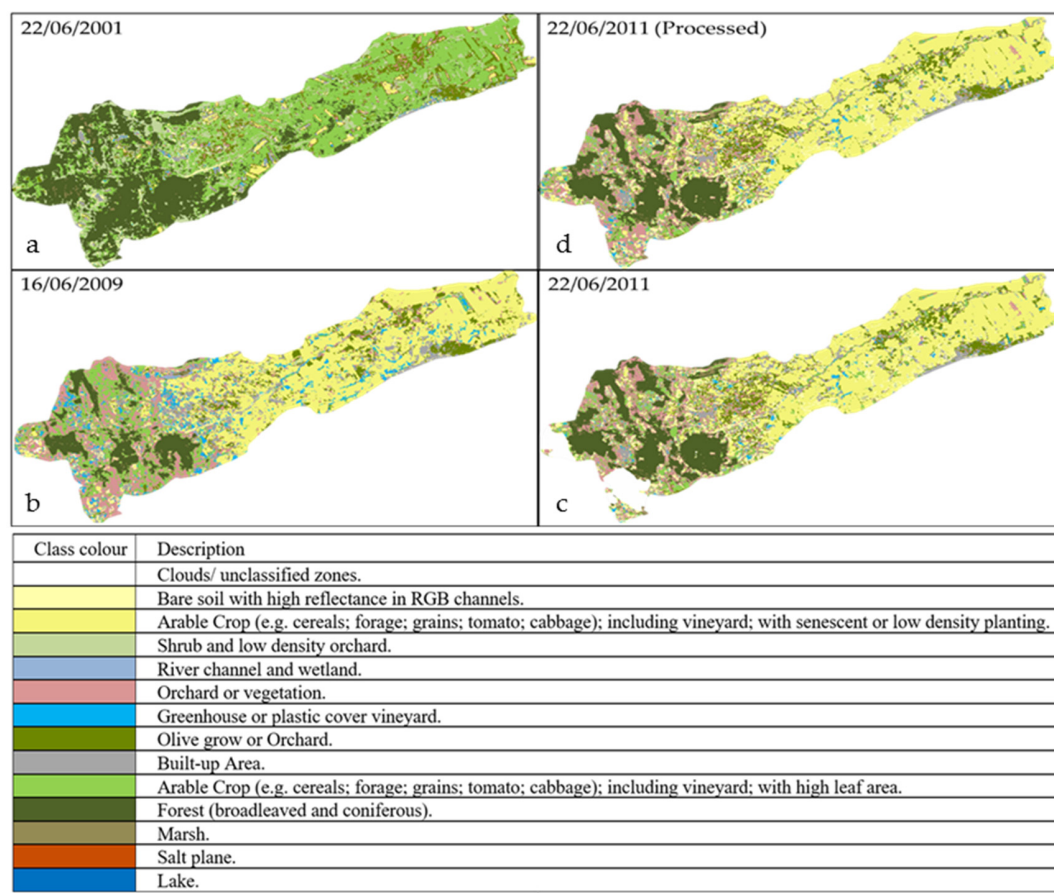 22/06/2001
22/06/2011 (Processed)
a
d
16/06/2009
22/06/2011
b
c
Class colour Description
Clouds/ unclassified zones.
Bare soil with high reflectance in RGB channels.
Arable Crop (e.g. cereals; forage; grains; tomato; cabbage); including vineyard; with senescent or low density planting.
Shrub and low density orchard.
River channel and wetland.
Orchard or vegetation.
Greenhouse or plastic cover vineyard.
Olive grow or Orchard.
Built-up Area.
Arable Crop (e.g. cereals; forage; grains; tomato; cabbage); including vineyard; with high leaf area.
Forest (broadleaved and coniferous).
Marsh.
Salt plane.
Lake.